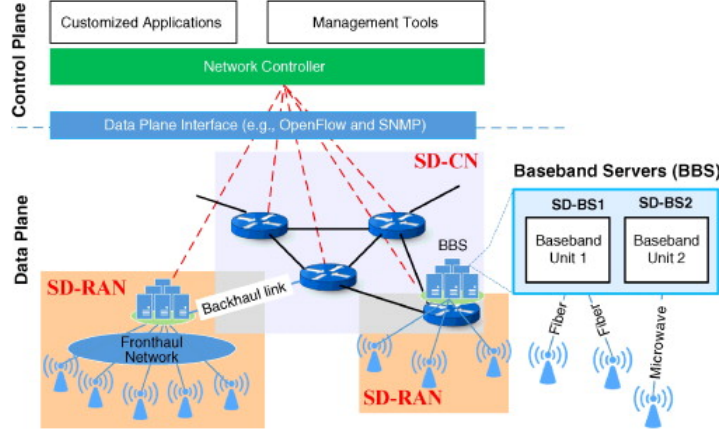 Control Plane
Customized Applications
Management Tools
Network Controller
Data Plane Interface (e.g., OpenFlow and SNMP)
Data Plane
SD-CN
Baseband Servers (BBS)
SD-BS1
SD-BS2
BBS
Baseband
Unit 1
Baseband
Unit 2
SD-RAN
Backhaul link
Fronthaul
Network
Fiber
Fiber
Microwave
SD-RAN